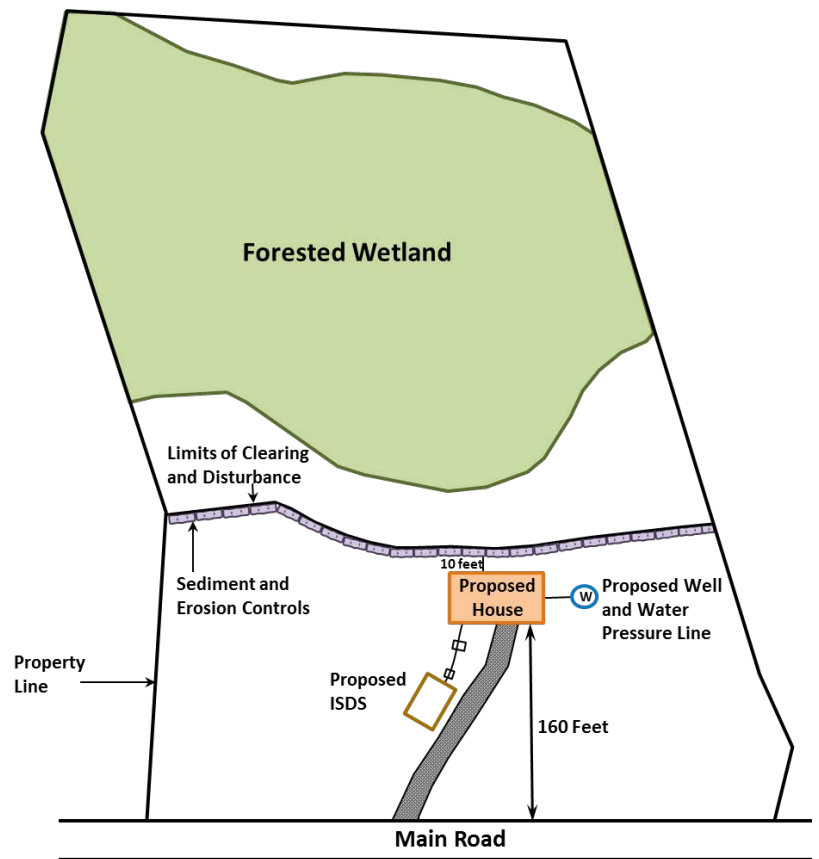 Forested Wetland
Limits of Clearing
and Disturbance
10 feet
Sediment and
Erosion Controls
Proposed
House
W
Proposed Well
and Water
Pressure Line
Property
Line
Proposed
ISDS
160 Feet
Main Road